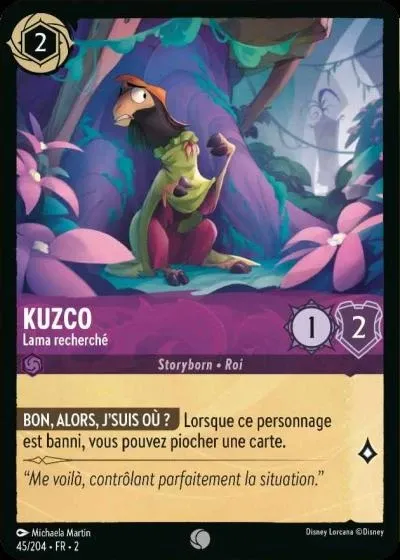 2
KUZCO
Lama recherché
1
2
Storyborn • Roi
BON, ALORS, J'SUIS OÙ ? Lorsque ce personnage
est banni, vous pouvez piocher une carte.
“Me voilà, contrôlant parfaitement la situation.”
Michaela Martin
Disney Lorcana ©Disney
45/204 • FR • 2